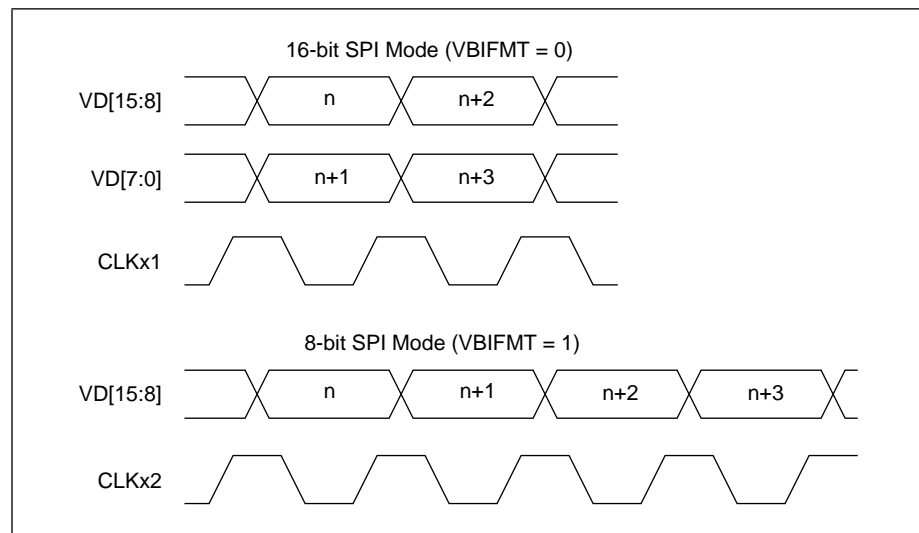 16-bit SPI Mode (VBIFMT = 0)
VD[15:8] n n+2
VD[7:0] n+1 n+3
CLKx1
8-bit SPI Mode (VBIFMT = 1)
VD[15:8] n n+1 n+2 n+3
CLKx2